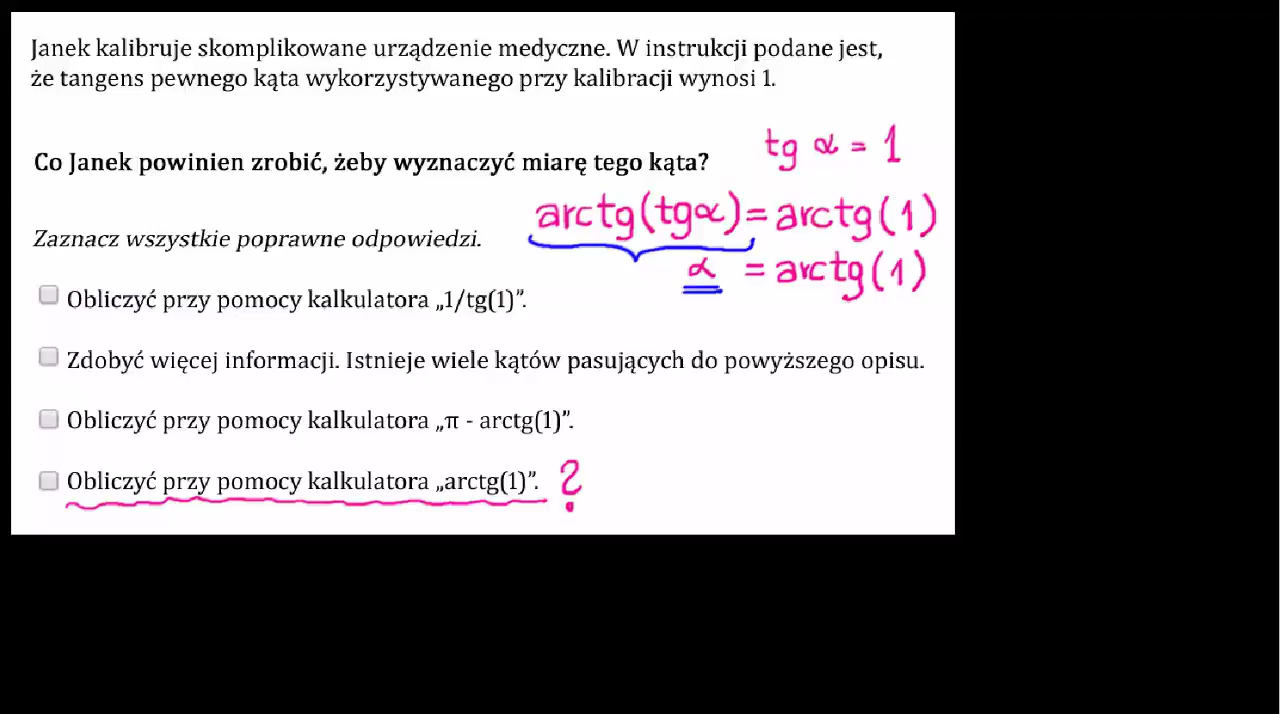 Janek kalibruje skomplikowane urządzenie medyczne. W instrukcji podane jest,
że tangens pewnego kąta wykorzystywanego przy kalibracji wynosi 1.
tg α = 1
Co Janek powinien zrobić, żeby wyznaczyć miarę tego kąta?
arctg(tgα) = arctg(1)
Zaznacz wszystkie poprawne odpowiedzi.
α = arctg(1)
Obliczyć przy pomocy kalkulatora „1/tg(1)”.
Zdobyć więcej informacji. Istnieje wiele kątów pasujących do powyższego opisu.
Obliczyć przy pomocy kalkulatora „π - arctg(1)”.
Obliczyć przy pomocy kalkulatora „arctg(1)”. ?